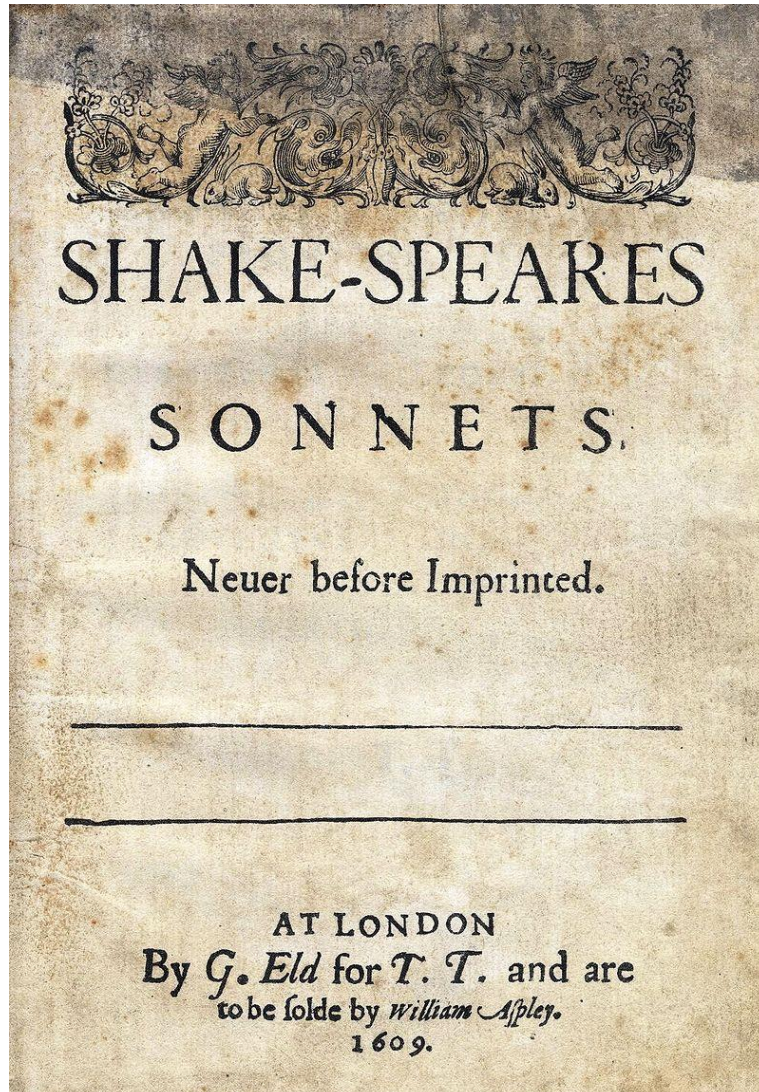 SHAKE-SPEARES
SONNETS.
Neuer before Imprinted.
AT LONDON
By G. Eld for T. T. and are
to be ſolde by William Aſpley.
1609.